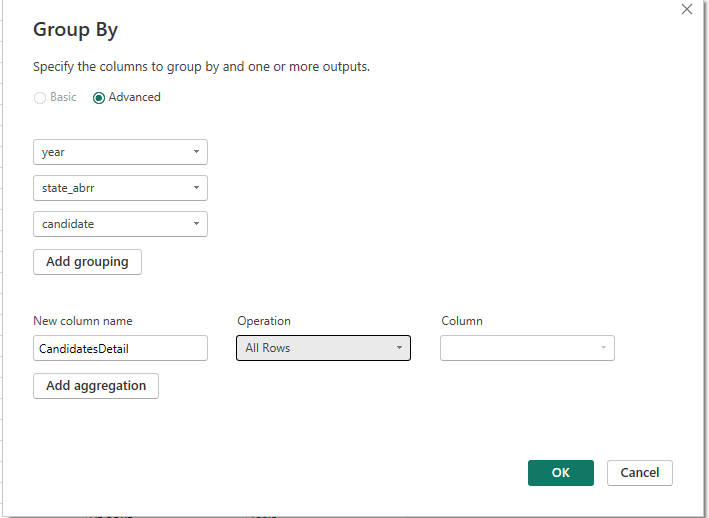 Group By
Specify the columns to group by and one or more outputs.
Basic Advanced
year
state_abrr
candidate
Add grouping
New column name Operation Column
CandidatesDetail All Rows
Add aggregation
OK Cancel